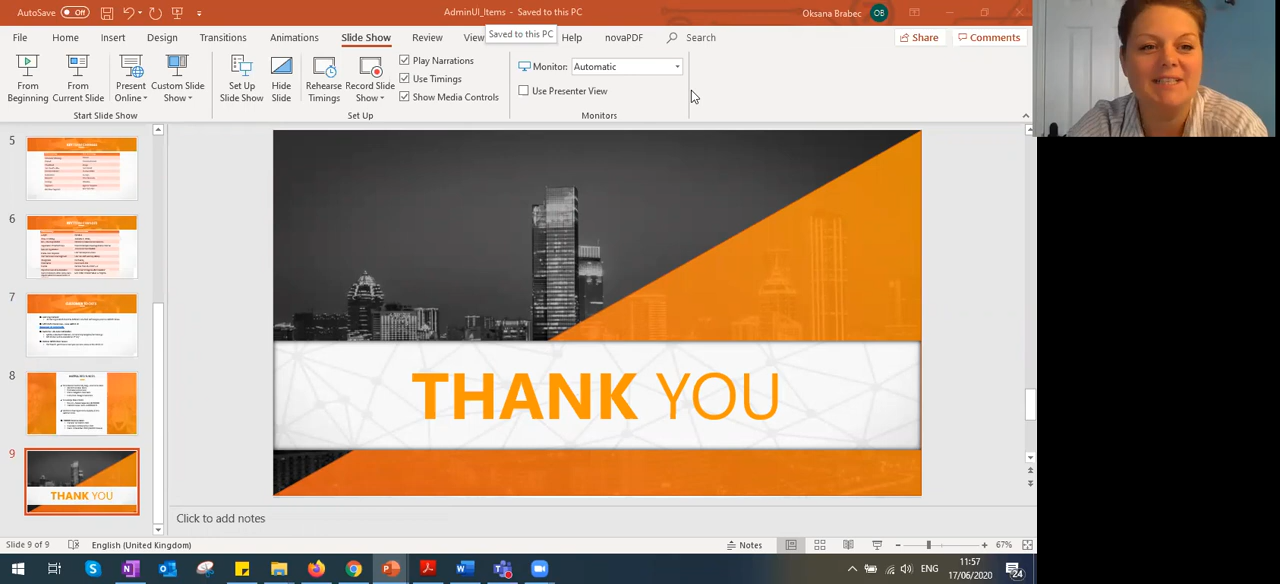 AutoSave Off
AdminUI_Items - Saved to this PC
Oksana Brabec OB
File Home Insert Design Transitions Animations Slide Show Review View Help novaPDF Search
Saved to this PC
Share Comments
From Beginning
From Current Slide
Present Online
Custom Slide Show
Set Up Slide Show
Hide Slide
Rehearse Timings
Record Slide Show
Play Narrations
Use Timings
Show Media Controls
Monitor: Automatic
Use Presenter View
Start Slide Show
Set Up
Monitors
5
6
7
8
9
THANK YOU
THANK YOU
Click to add notes
Slide 9 of 9
English (United Kingdom)
Notes
67%
ENG
11:57
17/06/2020
24